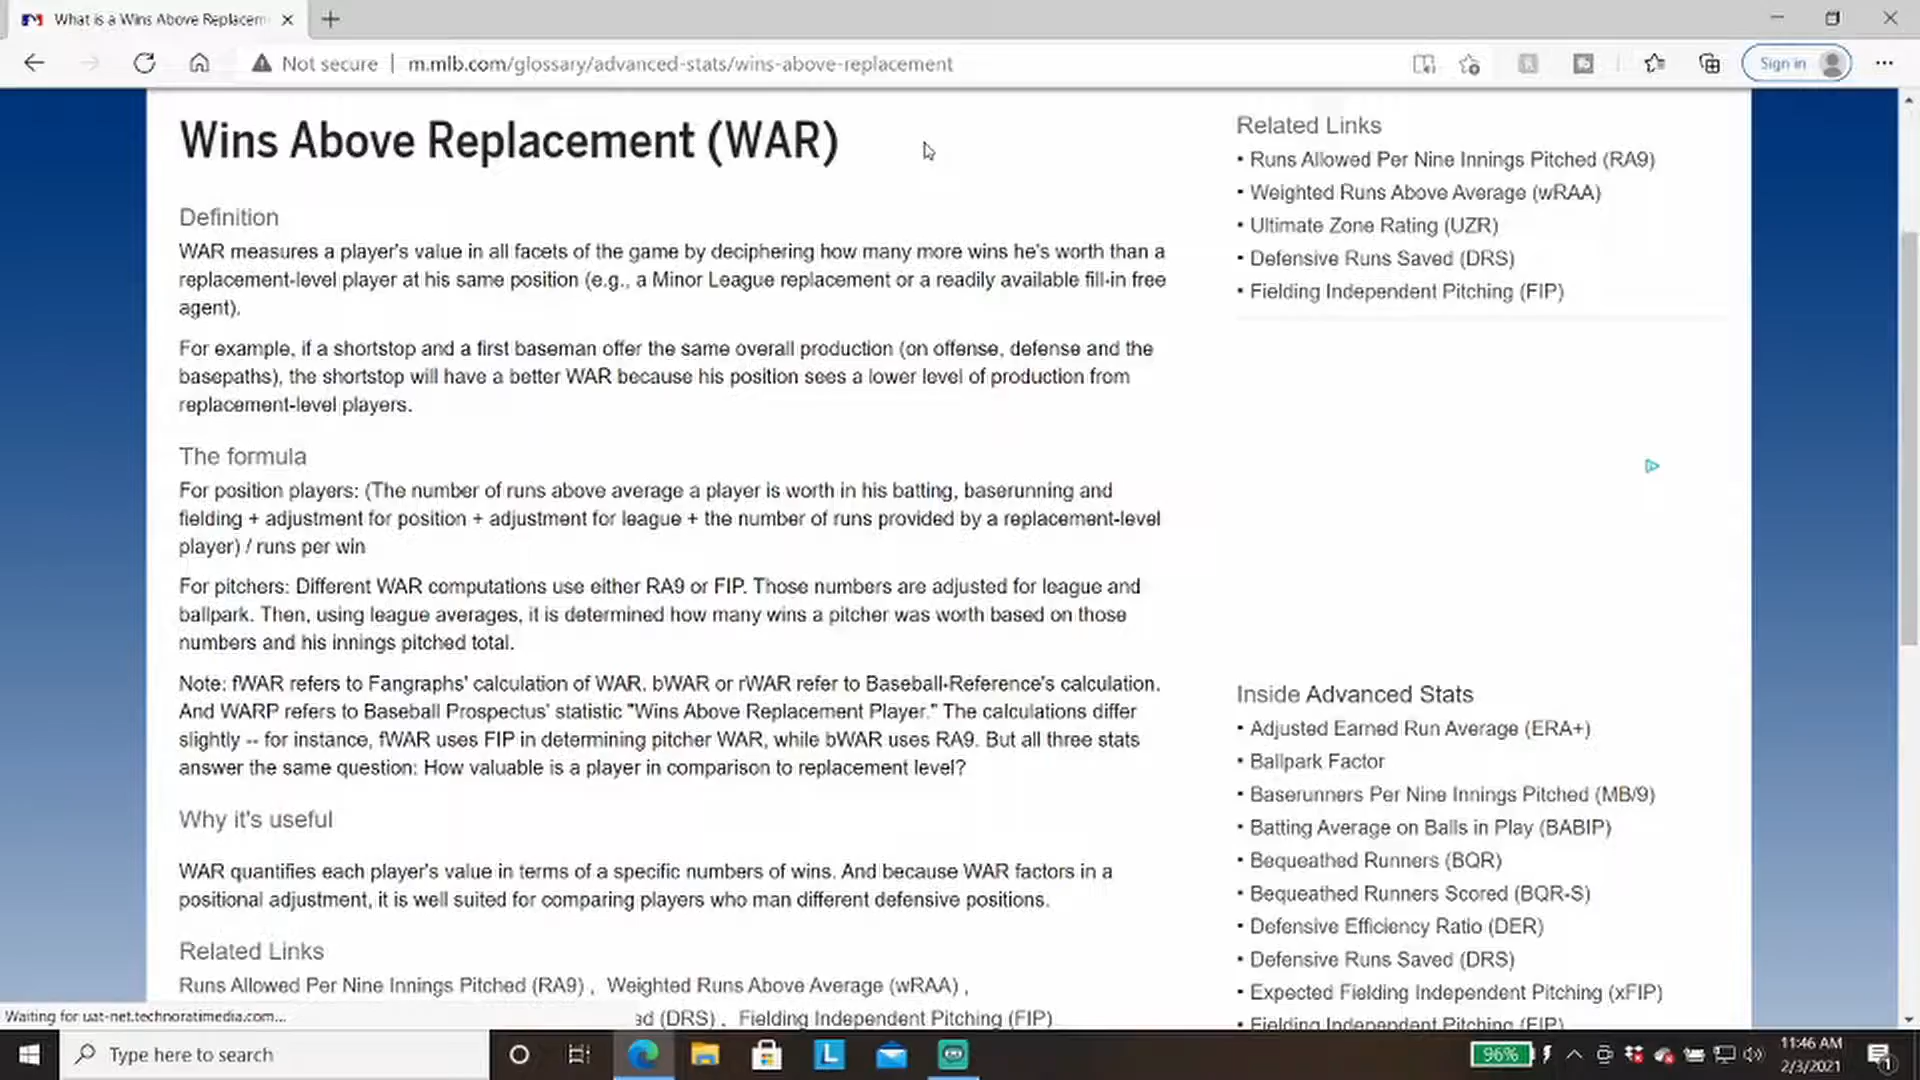 What is a Wins Above Replacem
Not secure
m.mlb.com/glossary/advanced-stats/wins-above-replacement
Sign in
Wins Above Replacement (WAR)
Definition
WAR measures a player's value in all facets of the game by deciphering how many more wins he's worth than a
replacement-level player at his same position (e.g., a Minor League replacement or a readily available fill-in free
agent).
For example, if a shortstop and a first baseman offer the same overall production (on offense, defense and the
basepaths), the shortstop will have a better WAR because his position sees a lower level of production from
replacement-level players.
The formula
For position players: (The number of runs above average a player is worth in his batting, baserunning and
fielding + adjustment for position + adjustment for league + the number of runs provided by a replacement-level
player) / runs per win
For pitchers: Different WAR computations use either RA9 or FIP. Those numbers are adjusted for league and
ballpark. Then, using league averages, it is determined how many wins a pitcher was worth based on those
numbers and his innings pitched total.
Note: fWAR refers to Fangraphs' calculation of WAR. bWAR or rWAR refer to Baseball-Reference's calculation.
And WARP refers to Baseball Prospectus' statistic "Wins Above Replacement Player." The calculations differ
slightly -- for instance, fWAR uses FIP in determining pitcher WAR, while bWAR uses RA9. But all three stats
answer the same question: How valuable is a player in comparison to replacement level?
Why it's useful
WAR quantifies each player's value in terms of a specific numbers of wins. And because WAR factors in a
positional adjustment, it is well suited for comparing players who man different defensive positions.
Related Links
Runs Allowed Per Nine Innings Pitched (RA9) , Weighted Runs Above Average (wRAA) ,
(DRS) , Fielding Independent Pitching (FIP)
Related Links
• Runs Allowed Per Nine Innings Pitched (RA9)
• Weighted Runs Above Average (wRAA)
• Ultimate Zone Rating (UZR)
• Defensive Runs Saved (DRS)
• Fielding Independent Pitching (FIP)
Inside Advanced Stats
• Adjusted Earned Run Average (ERA+)
• Ballpark Factor
• Baserunners Per Nine Innings Pitched (MB/9)
• Batting Average on Balls in Play (BABIP)
• Bequeathed Runners (BQR)
• Bequeathed Runners Scored (BQR-S)
• Defensive Efficiency Ratio (DER)
• Defensive Runs Saved (DRS)
• Expected Fielding Independent Pitching (xFIP)
• Fielding Independent Pitching (FIP)
Waiting for uat-net.technoratimedia.com...
Type here to search
L
96%
11:46 AM
2/3/2021
1